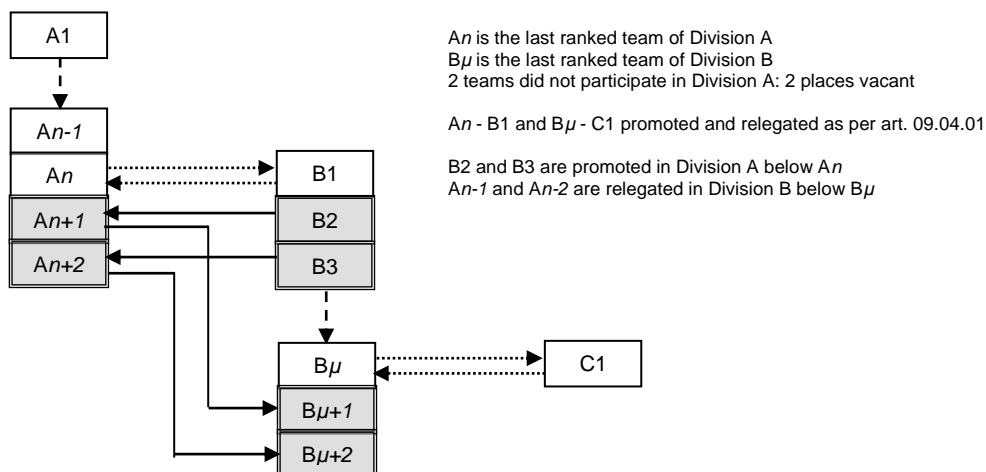 A1
An-1
An
An+1
An+2
B1
B2
B3
Bμ
Bμ+1
Bμ+2
C1
An is the last ranked team of Division A
Bμ is the last ranked team of Division B
2 teams did not participate in Division A: 2 places vacant
An - B1 and Bμ - C1 promoted and relegated as per art. 09.04.01
B2 and B3 are promoted in Division A below An
An-1 and An-2 are relegated in Division B below Bμ